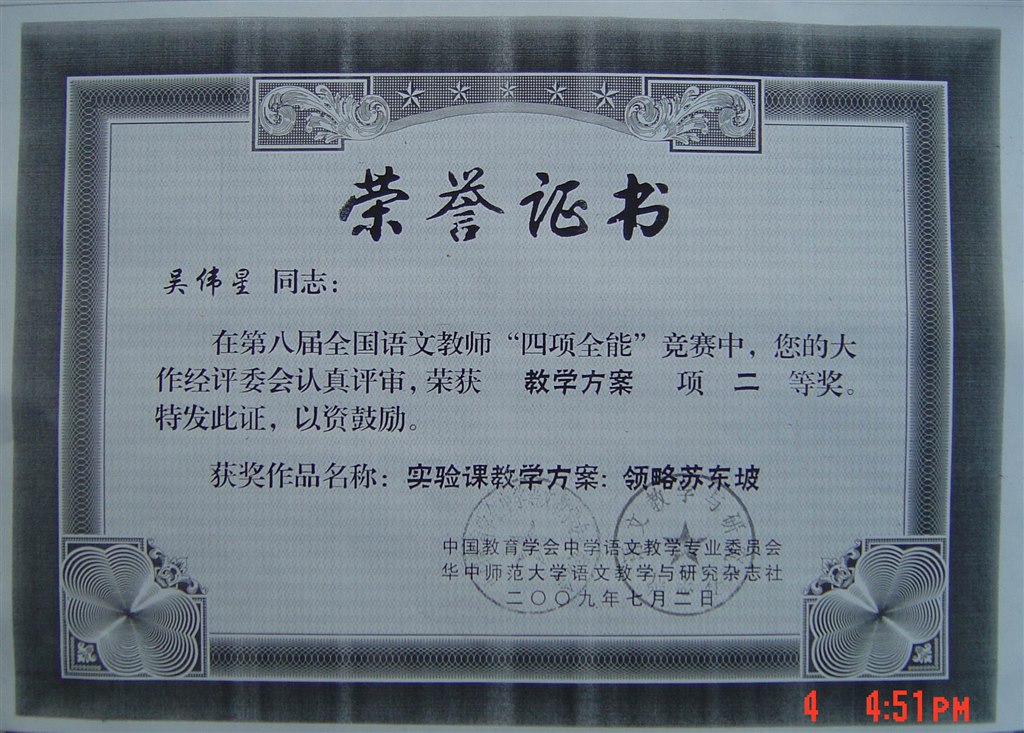 荣誉证书
吴伟星 同志：
在第八届全国语文教师“四项全能”竞赛中，您的大
作经评委会认真评审，荣获 教学方案 项 二 等奖。
特发此证，以资鼓励。
获奖作品名称：实验课教学方案：领略苏东坡
文教学与研
中国教育学会中学语文教学专业委员会
华中师范大学语文教学与研究杂志社
二〇〇九年七月二日
4 4:51PM